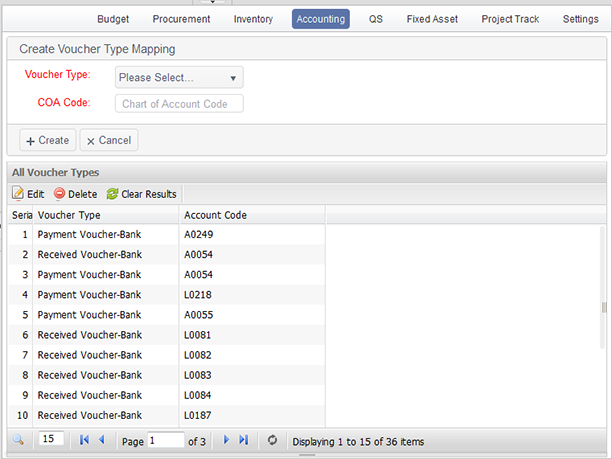 Budget Procurement Inventory Accounting QS Fixed Asset Project Track Settings
Create Voucher Type Mapping
Voucher Type: Please Select...
COA Code: Chart of Account Code
Create Cancel
All Voucher Types
Edit Delete Clear Results
Seria Voucher Type Account Code
1 Payment Voucher-Bank A0249
2 Received Voucher-Bank A0054
3 Payment Voucher-Bank A0054
4 Payment Voucher-Bank L0218
5 Payment Voucher-Bank A0055
6 Received Voucher-Bank L0081
7 Received Voucher-Bank L0082
8 Received Voucher-Bank L0083
9 Received Voucher-Bank L0084
10 Received Voucher-Bank L0187
15 Page 1 of 3 Displaying 1 to 15 of 36 items